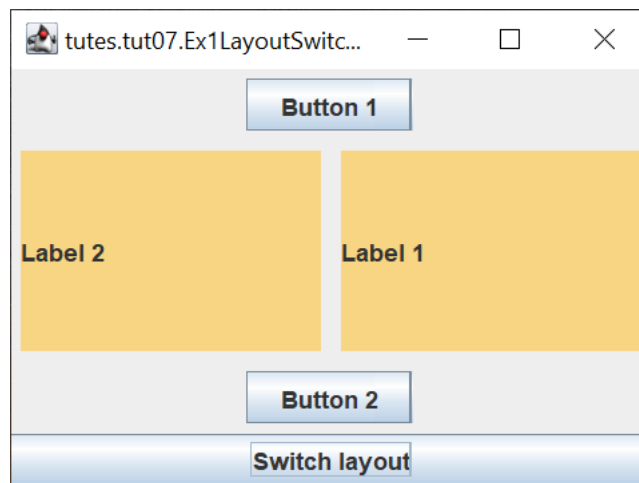 tutes.tut07.Ex1LayoutSwitc...
Button 1
Label 2 Label 1
Button 2
Switch layout